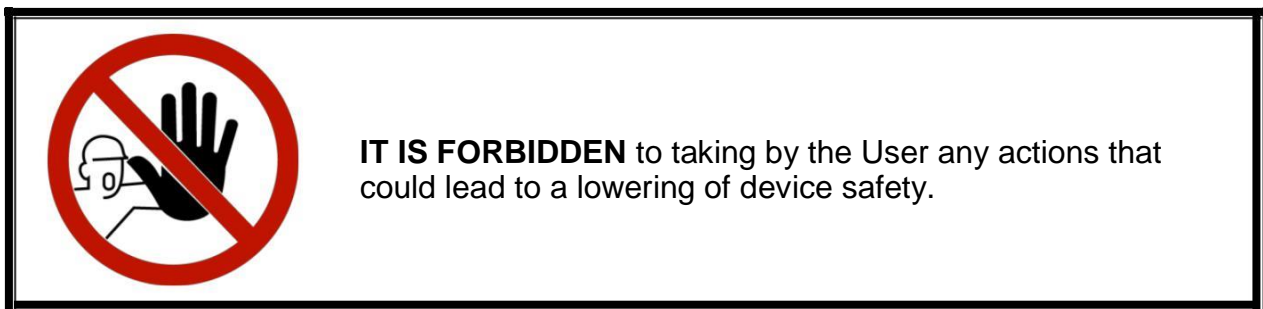 IT IS FORBIDDEN to taking by the User any actions that
could lead to a lowering of device safety.